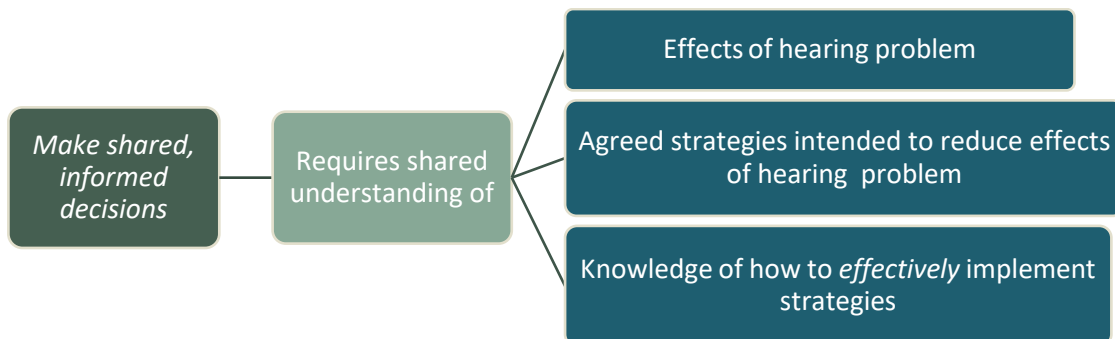 Make shared,
informed
decisions
Requires shared
understanding of
Effects of hearing problem
Agreed strategies intended to reduce effects
of hearing  problem
Knowledge of how to effectively implement
strategies